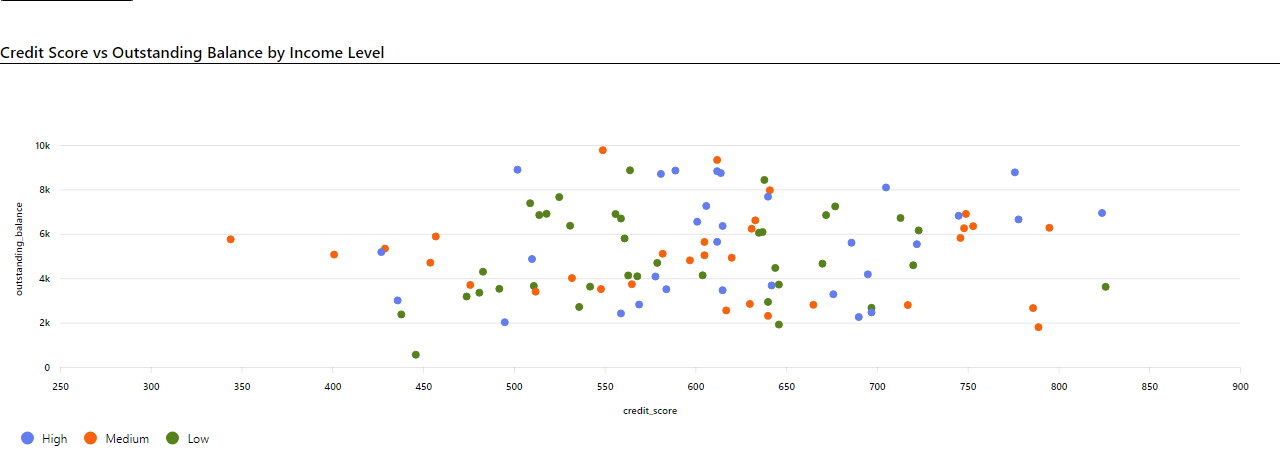 Credit Score vs Outstanding Balance by Income Level
10k
8k
6k
4k
2k
0
outstanding_balance
250 300 350 400 450 500 550 600 650 700 750 800 850 900
credit_score
High Medium Low